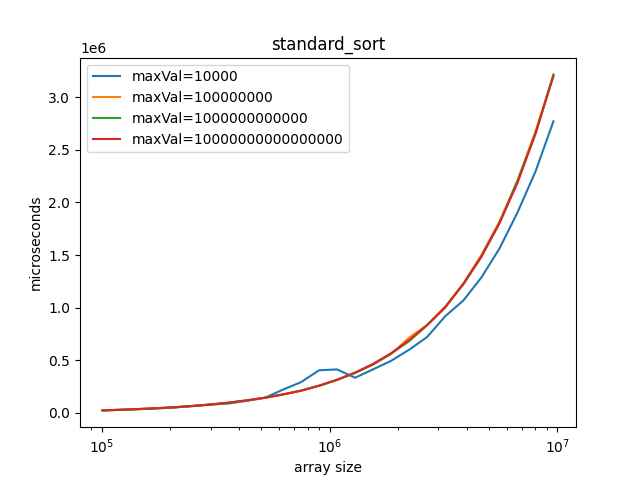 standard_sort
1e6
maxVal=10000
maxVal=100000000
maxVal=1000000000000
maxVal=10000000000000000
3.0
2.5
2.0
1.5
1.0
0.5
0.0
microseconds
10^5
10^6
10^7
array size